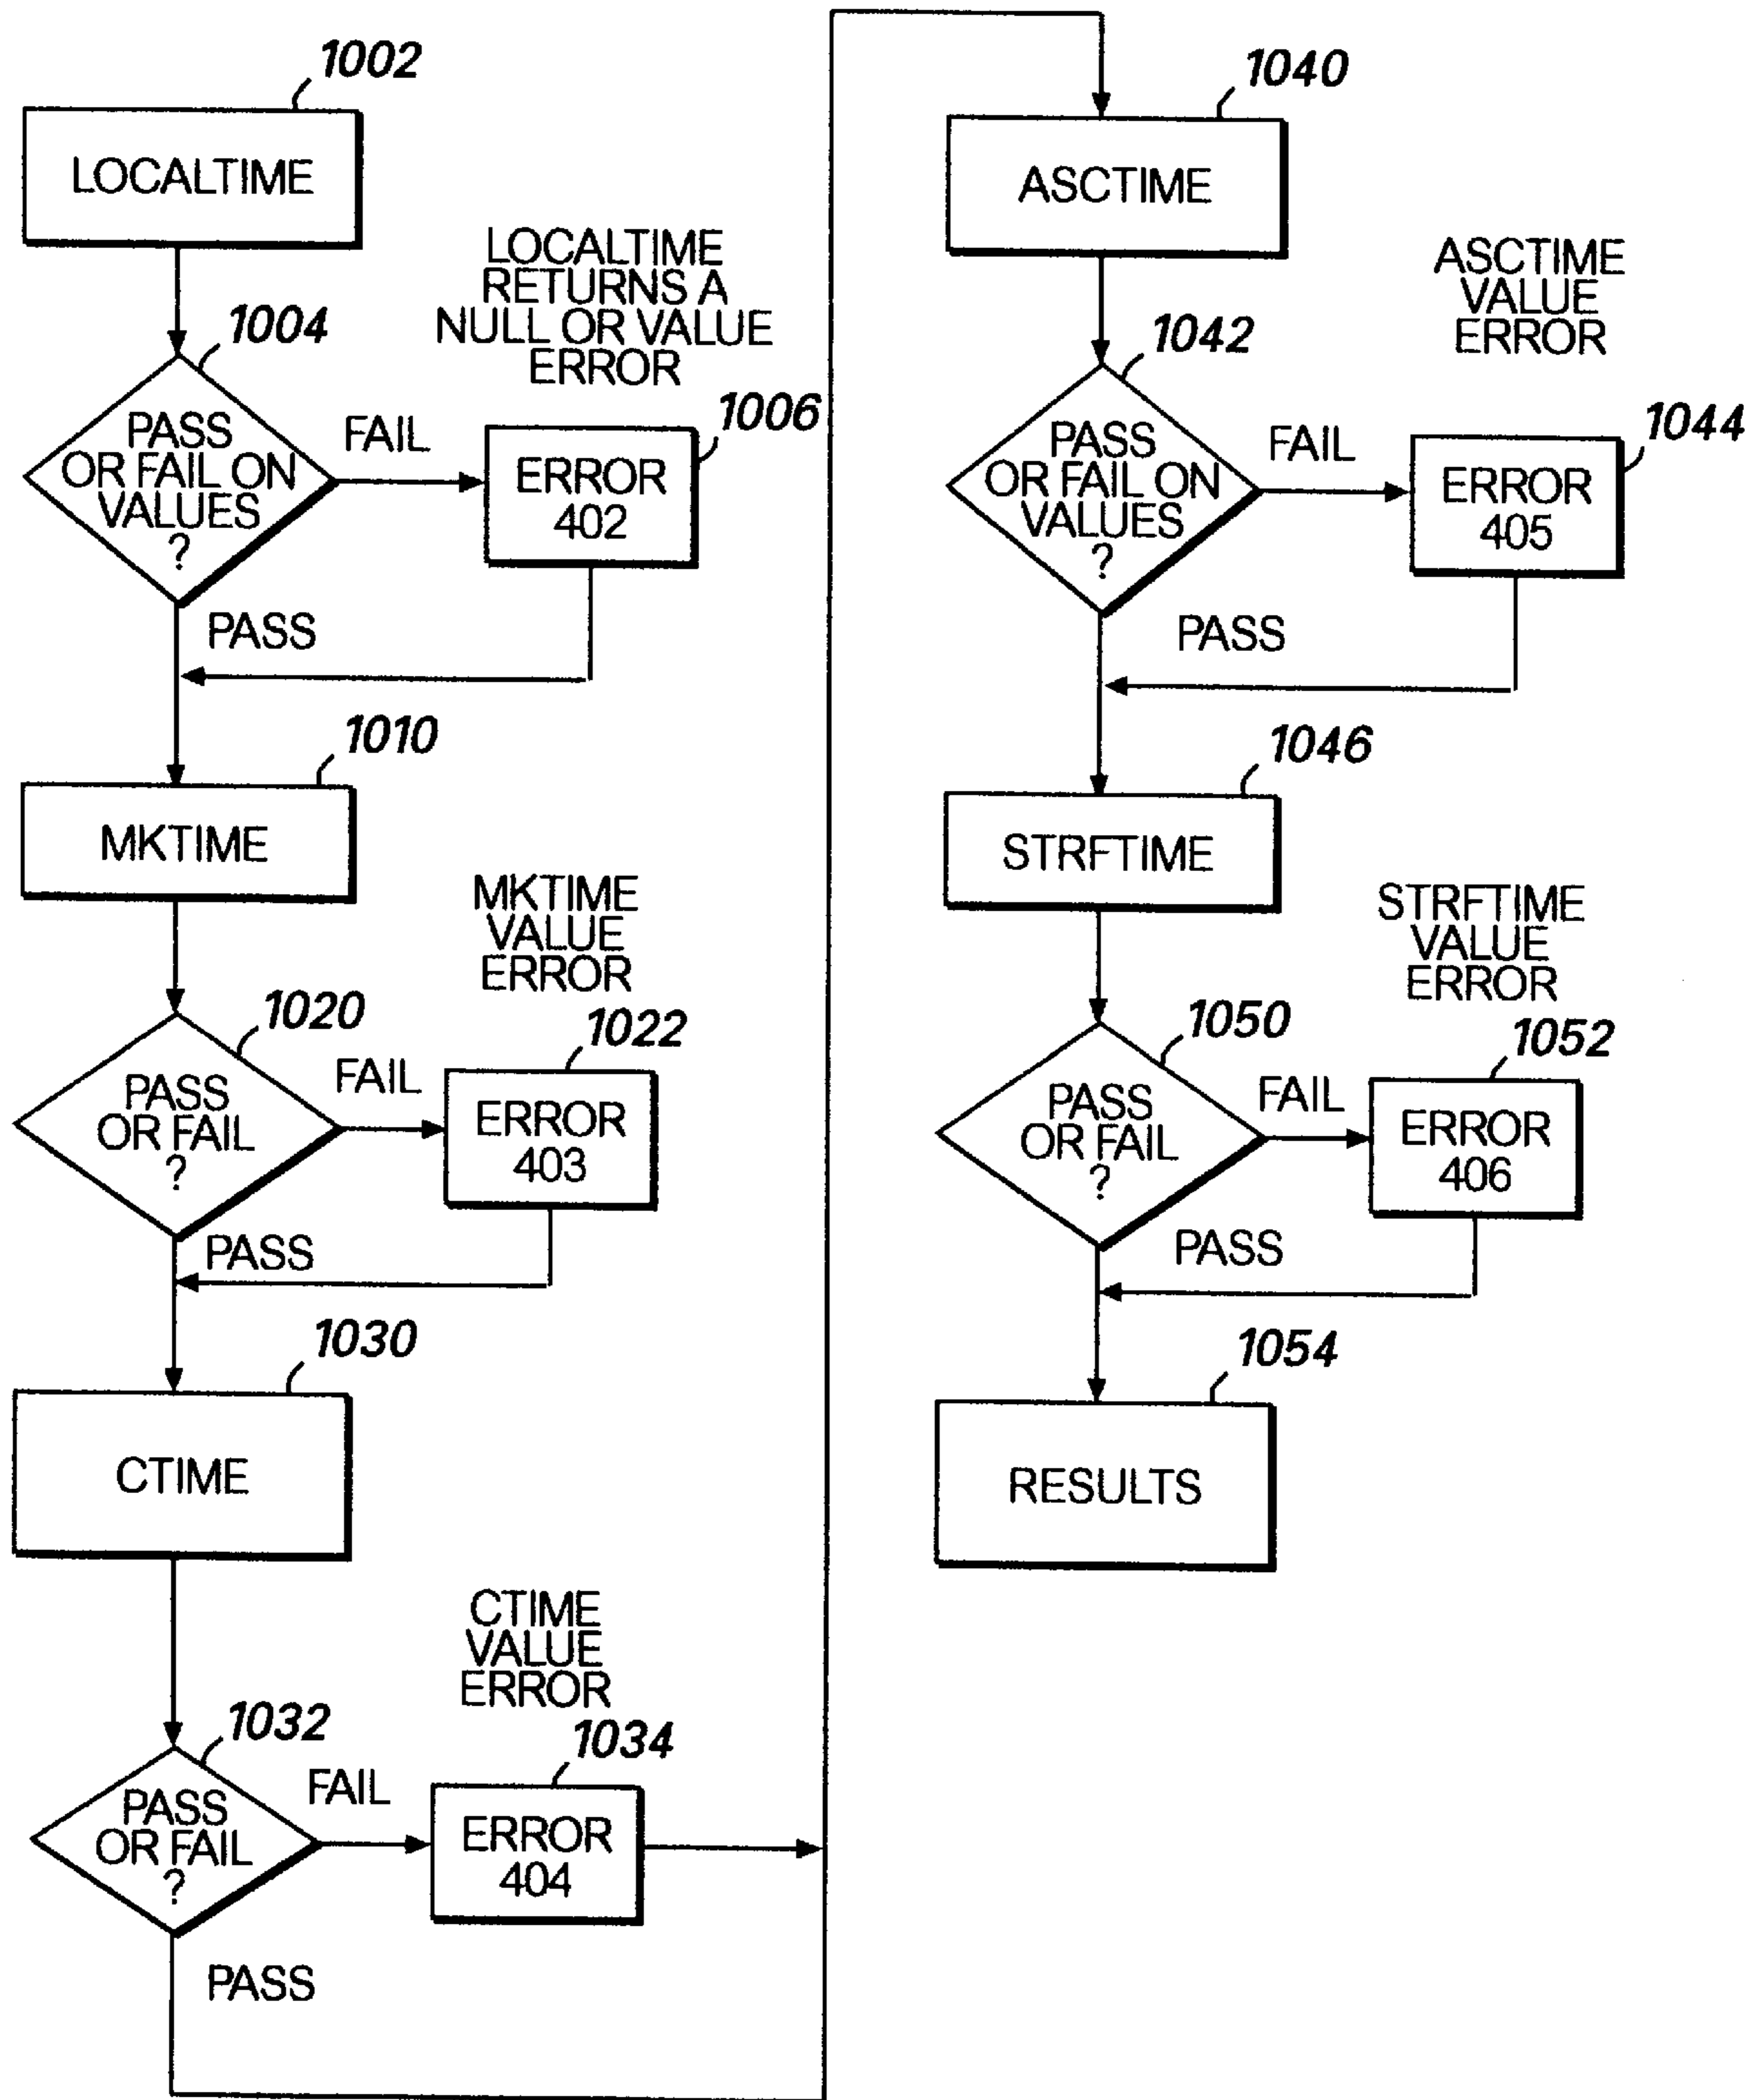 1002
LOCALTIME
LOCALTIME
RETURNS A
NULL OR VALUE
ERROR
1004
PASS
OR FAIL ON
VALUES
?
FAIL
1006
ERROR
402
PASS
1010
MKTIME
MKTIME
VALUE
ERROR
1020
PASS
OR FAIL
?
FAIL
1022
ERROR
403
PASS
1030
CTIME
CTIME
VALUE
ERROR
1032
PASS
OR FAIL
?
FAIL
1034
ERROR
404
PASS
1040
ASCTIME
ASCTIME
VALUE
ERROR
1042
PASS
OR FAIL ON
VALUES
?
FAIL
1044
ERROR
405
PASS
1046
STRFTIME
STRFTIME
VALUE
ERROR
1050
PASS
OR FAIL
?
FAIL
1052
ERROR
406
PASS
1054
RESULTS